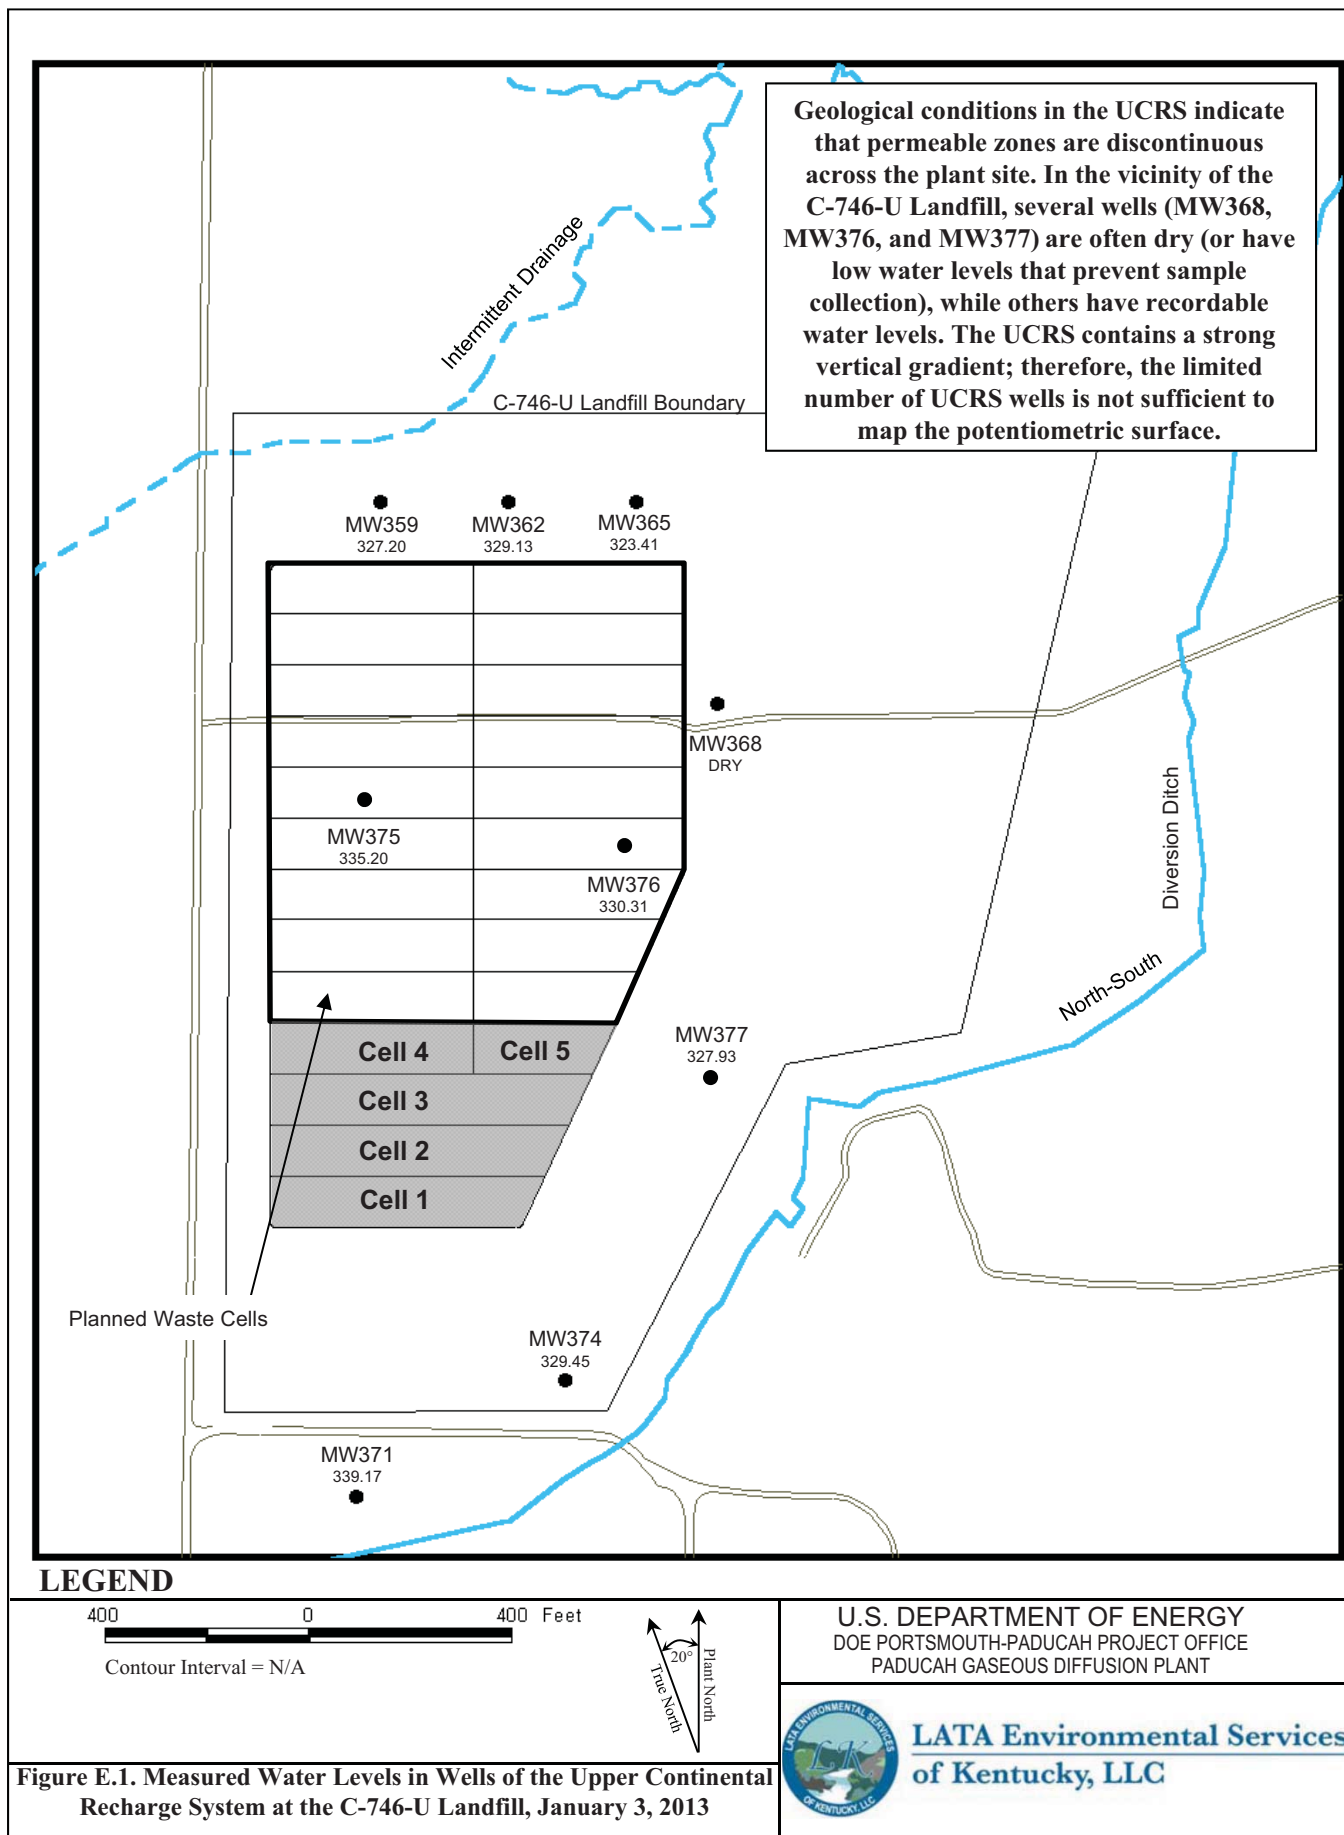 Geological conditions in the UCRS indicate
that permeable zones are discontinuous
across the plant site. In the vicinity of the
C-746-U Landfill, several wells (MW368,
MW376, and MW377) are often dry (or have
low water levels that prevent sample
collection), while others have recordable
water levels. The UCRS contains a strong
vertical gradient; therefore, the limited
number of UCRS wells is not sufficient to
map the potentiometric surface.
Intermittent Drainage
C-746-U Landfill Boundary
MW359
327.20
MW362
329.13
MW365
323.41
MW368
DRY
MW375
335.20
MW376
330.31
Diversion Ditch
North-South
MW377
327.93
Cell 4
Cell 5
Cell 3
Cell 2
Cell 1
Planned Waste Cells
MW374
329.45
MW371
339.17
LEGEND
400 0 400 Feet
Contour Interval = N/A
20°
True North
Plant North
U.S. DEPARTMENT OF ENERGY
DOE PORTSMOUTH-PADUCAH PROJECT OFFICE
PADUCAH GASEOUS DIFFUSION PLANT
LATA ENVIRONMENTAL SERVICES
LK
OF KENTUCKY, LLC
LATA Environmental Services
of Kentucky, LLC
Figure E.1. Measured Water Levels in Wells of the Upper Continental
Recharge System at the C-746-U Landfill, January 3, 2013